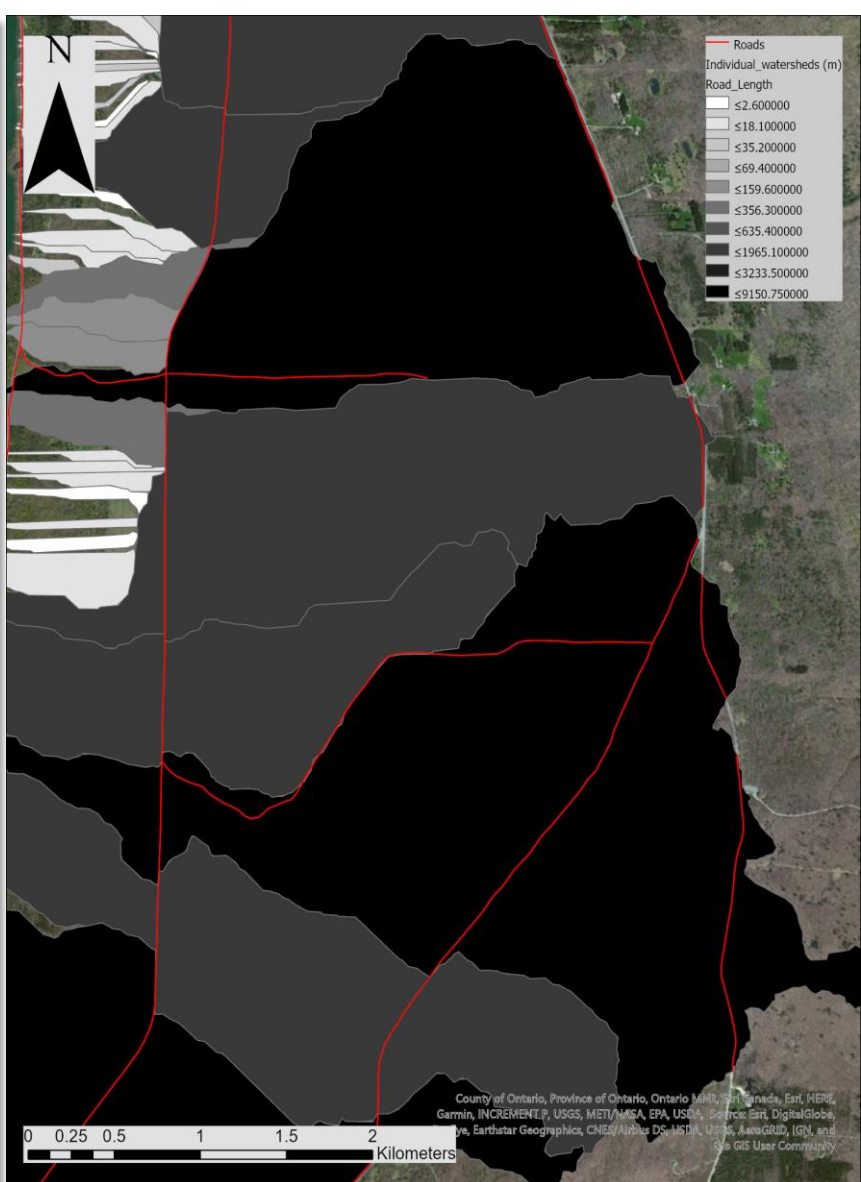 N
Roads
Individual_watersheds (m)
Road_Length
≤2.600000
≤18.100000
≤35.200000
≤69.400000
≤159.600000
≤356.300000
≤635.400000
≤1965.100000
≤3233.500000
≤9150.750000
County of Ontario, Province of Ontario, Ontario MNR, Esri Canada, Esri, HERE,
Garmin, INCREMENT P, USGS, METI/NASA, EPA, USDA, Source: Esri, DigitalGlobe,
Earthstar Geographics, CNES/Airbus DS, USDA, USGS, AeroGRID, IGN, and
the GIS User Community
0 0.25 0.5 1 1.5 2
Kilometers